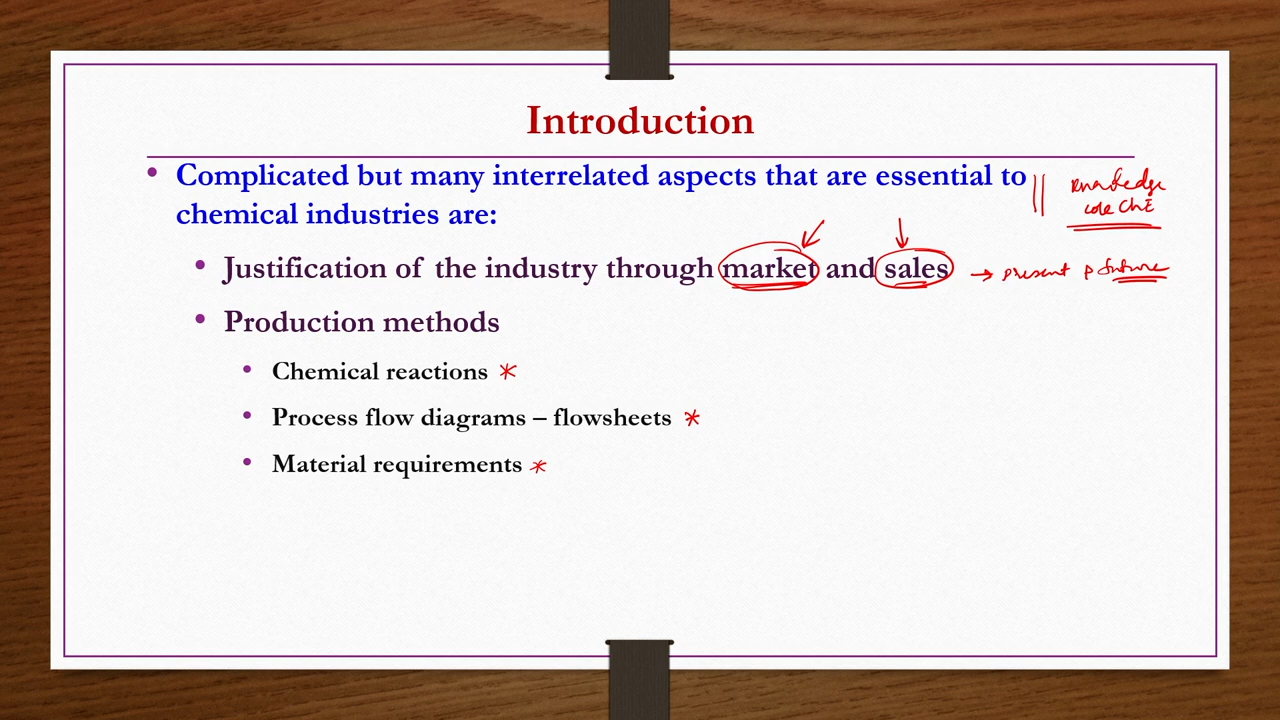 Introduction
• Complicated but many interrelated aspects that are essential to
chemical industries are:
knowledge
core ChE
• Justification of the industry through market and sales → present & future
• Production methods
• Chemical reactions *
• Process flow diagrams – flowsheets *
• Material requirements *